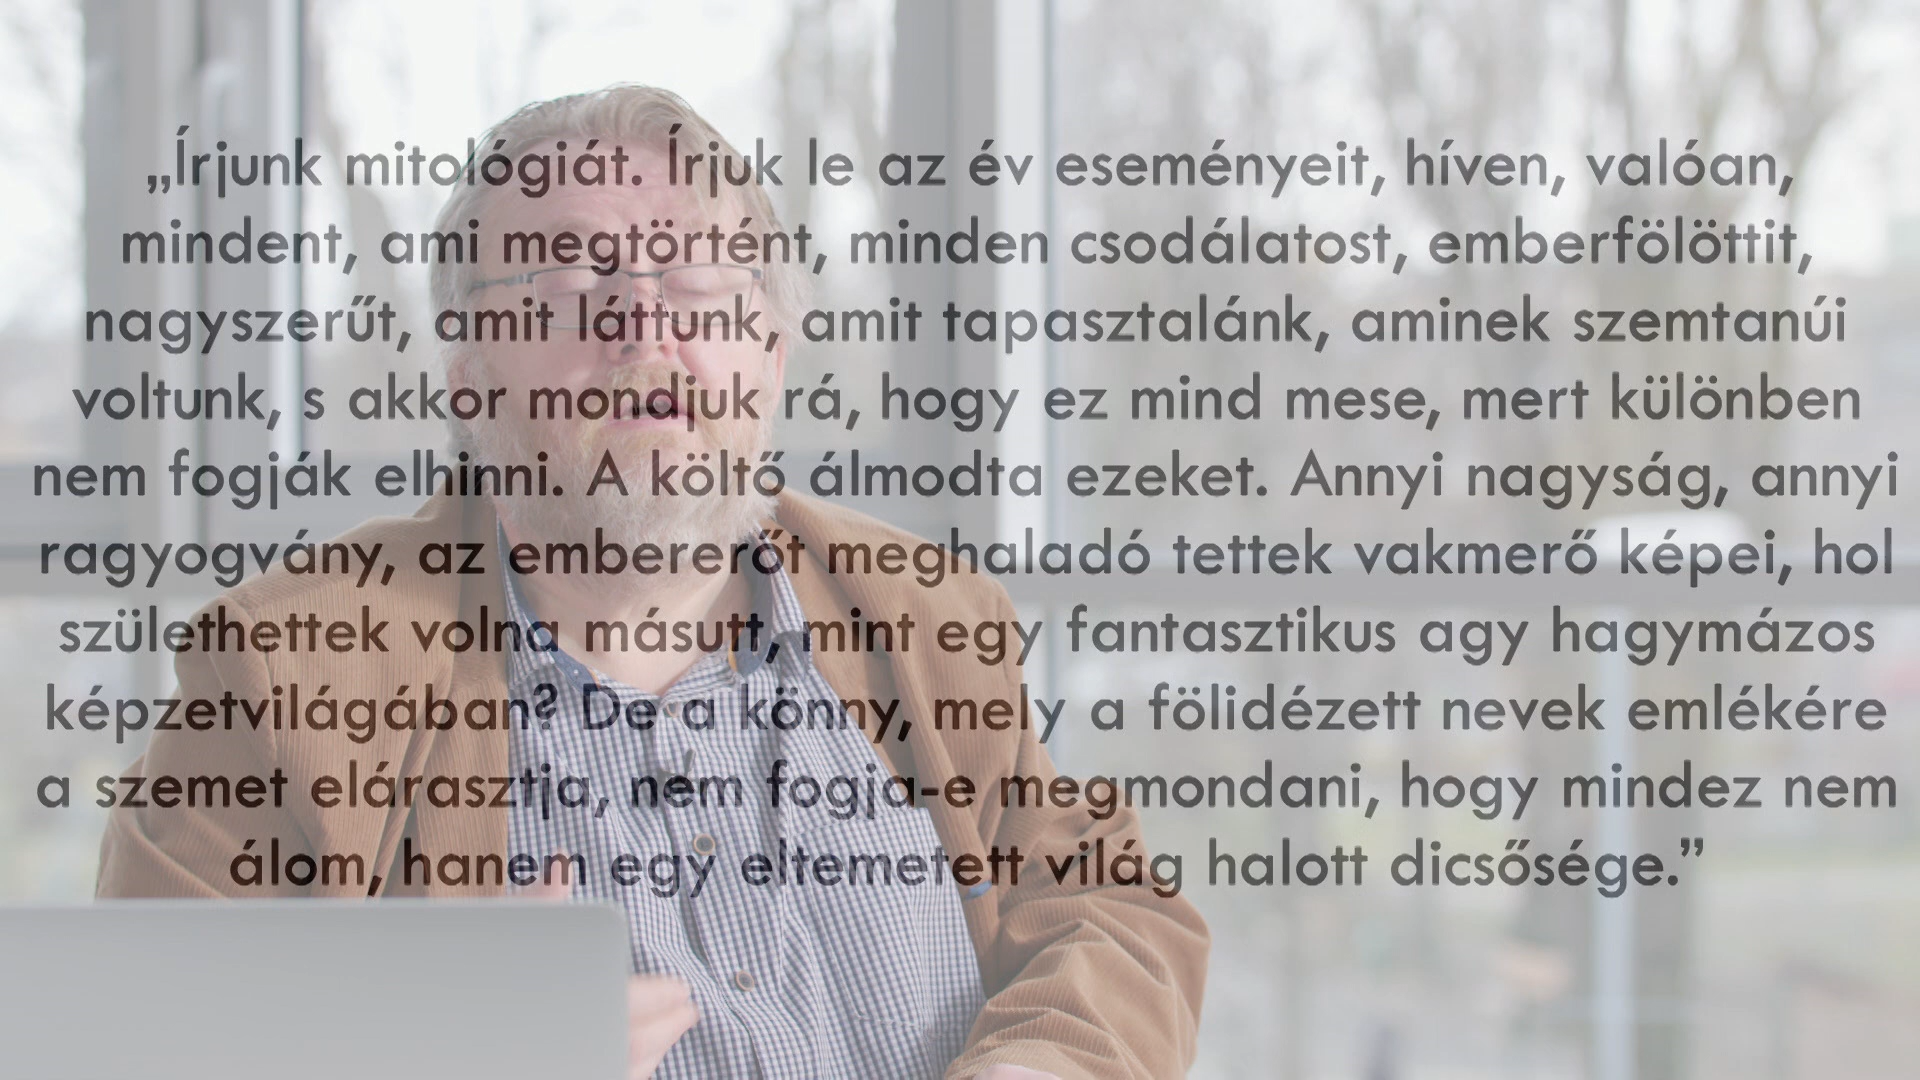 „Írjunk mitológiát. Írjuk le az év eseményeit, híven, valóan,
mindent, ami megtörtént, minden csodálatost, emberfölöttit,
nagyszerűt, amit láttunk, amit tapasztalánk, aminek szemtanúi
voltunk, s akkor mondjuk rá, hogy ez mind mese, mert különben
nem fogják elhinni. A költő álmodta ezeket. Annyi nagyság, annyi
ragyogvány, az embererőt meghaladó tettek vakmerő képei, hol
születhettek volna másutt, mint egy fantasztikus agy hagymázos
képzetvilágában? De a könny, mely a fölidézett nevek emlékére
a szemet elárasztja, nem fogja-e megmondani, hogy mindez nem
álom, hanem egy eltemetett világ halott dicsősége.”